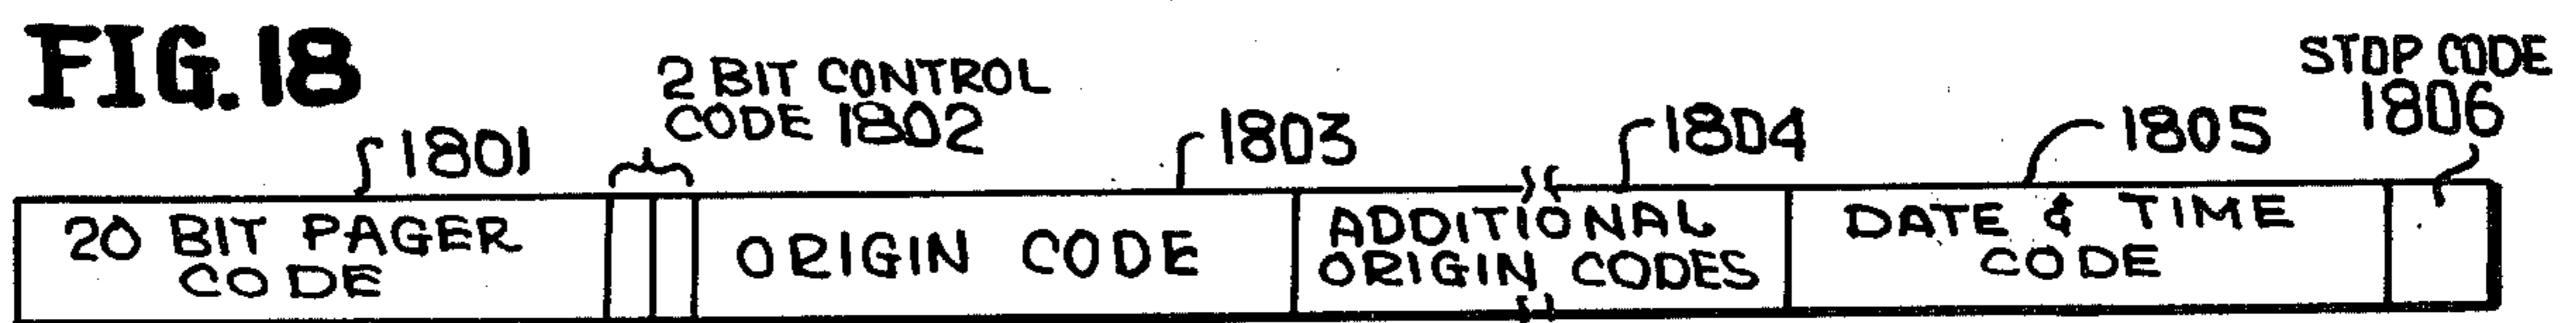 FIG.18
2 BIT CONTROL
CODE 1802
STOP CODE
1806
1801
1803
1804
1805
20 BIT PAGER
CODE
ORIGIN CODE
ADDITIONAL
ORIGIN CODES
DATE & TIME
CODE